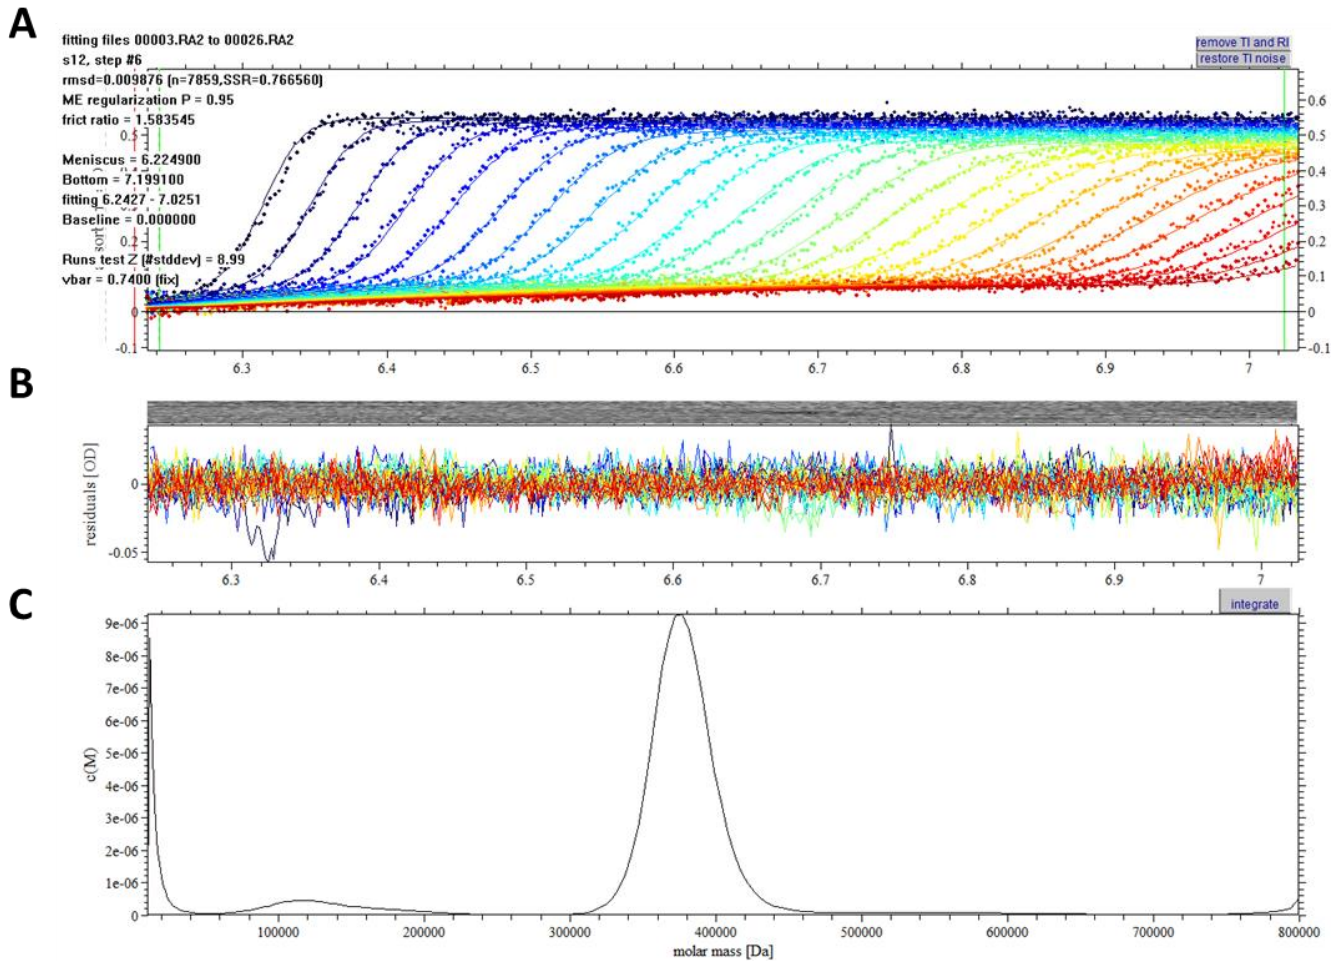 A
fitting files 00003.RA2 to 00026.RA2
s12, step #6
rmsd=0.009876 (n=7859,SSR=0.766560)
ME regularization P = 0.95
frict ratio = 1.583545
Meniscus = 6.224900
Bottom = 7.199100
fitting 6.2427 - 7.0251
Baseline = 0.000000
Runs test Z (#stddev) = 8.99
vbar = 0.7400 (fix)
remove TI and RI
restore TI noise
0.6
0.5
0.4
0.3
0.2
0.1
0
-0.1
0.2
0
-0.1
6.3 6.4 6.5 6.6 6.7 6.8 6.9 7
B
residuals [OD]
0
-0.05
6.3 6.4 6.5 6.6 6.7 6.8 6.9 7
C
integrate
c(M)
9e-06
8e-06
7e-06
6e-06
5e-06
4e-06
3e-06
2e-06
1e-06
0
100000 200000 300000 400000 500000 600000 700000 800000
molar mass [Da]